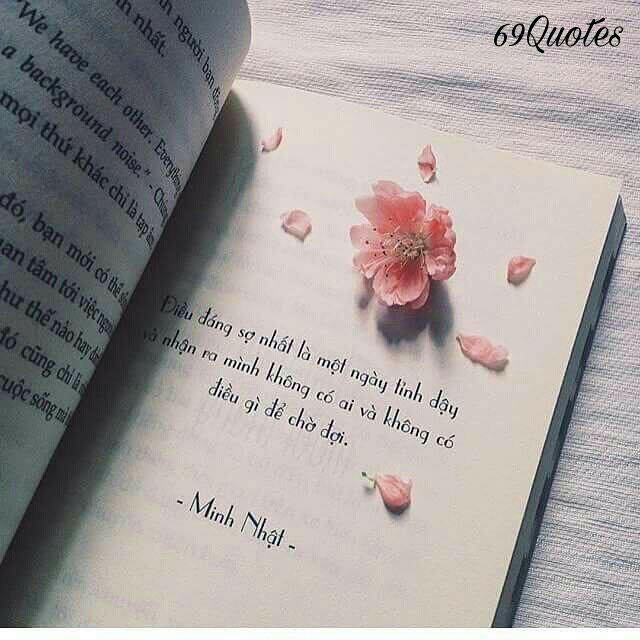 69Quotes
"We have each other. Everything
a background noise." -
mọi thứ khác chỉ là tạp âm
đó, bạn mới có thể
tâm tới việc
như thế nào hay
đó cũng chỉ là
cuộc sống mà
Điều đáng sợ nhất là một ngày tỉnh dậy
và nhận ra mình không có ai và không có
điều gì để chờ đợi.
- Minh Nhật -